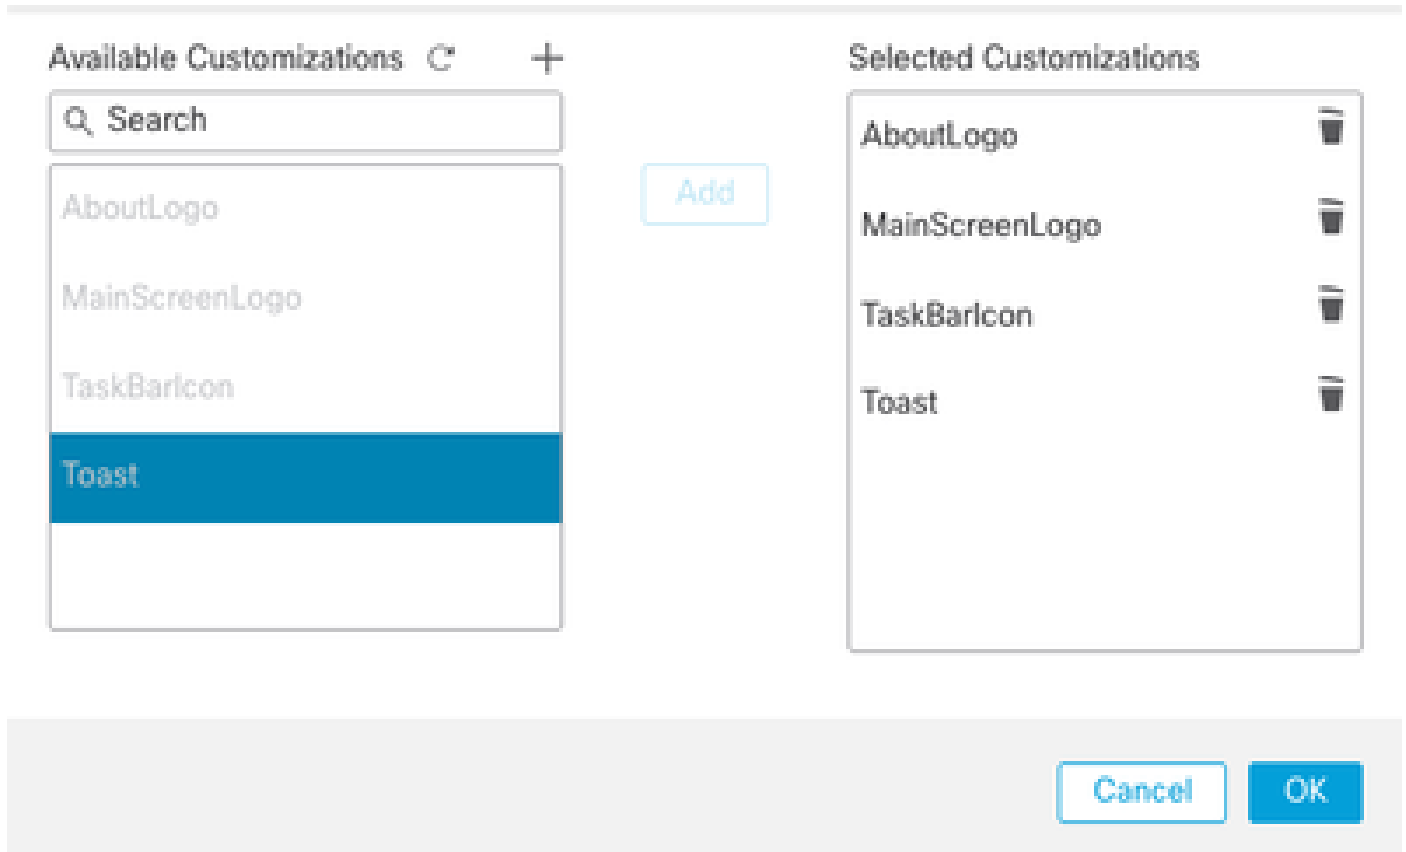 Available Customizations
Search
AboutLogo
MainScreenLogo
TaskBarIcon
Toast
Add
Selected Customizations
AboutLogo
MainScreenLogo
TaskBarIcon
Toast
Cancel
OK